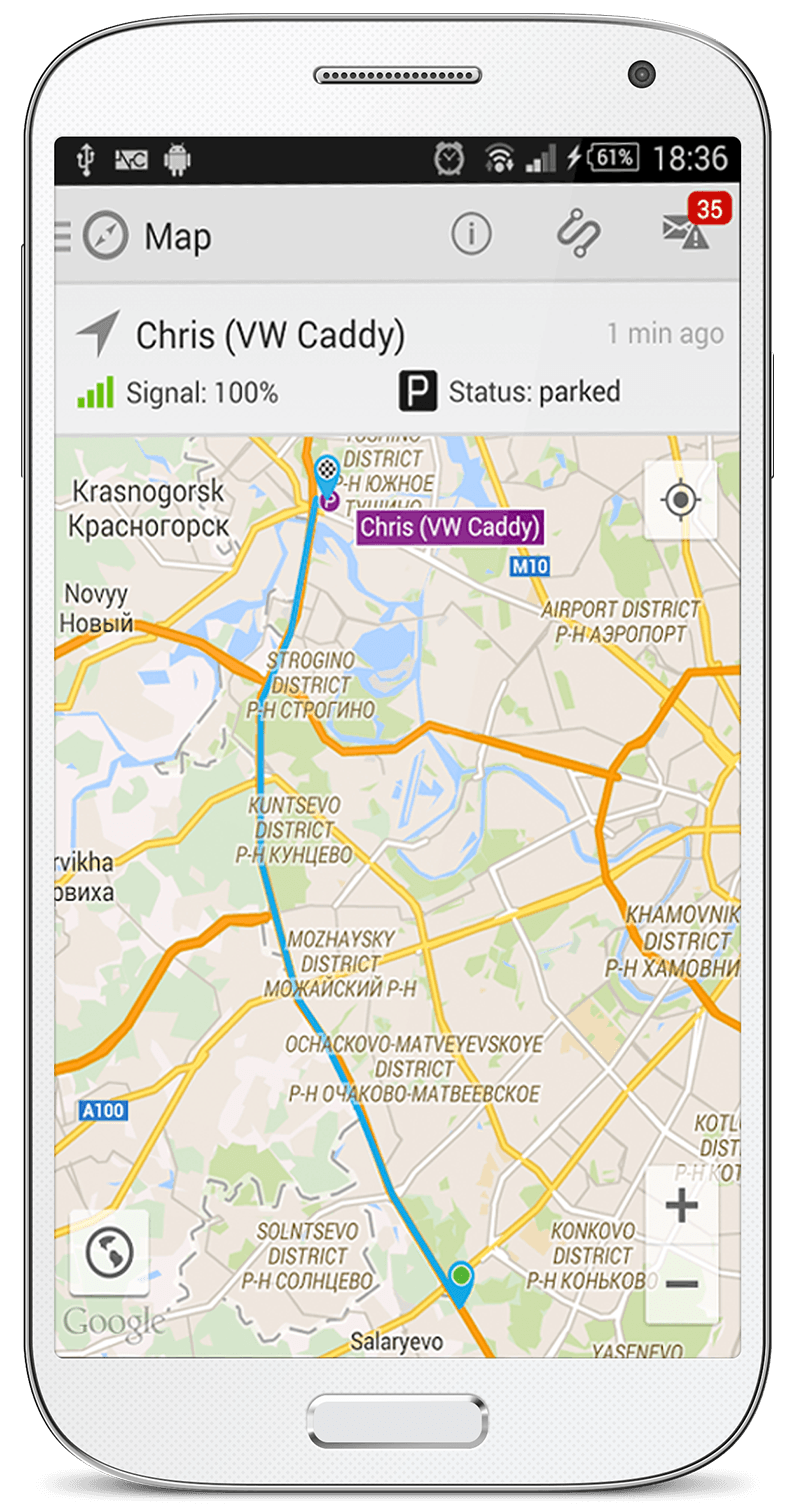 61%
18:36
Map
35
Chris (VW Caddy)
1 min ago
Signal: 100%
P
Status: parked
DISTRICT
Р-Н ЮЖНОЕ
ТУШИНО
Krasnogorsk
Красногорск
P
Chris (VW Caddy)
M10
Novyy
Новый
AIRPORT DISTRICT
Р-Н АЭРОПОРТ
STROGINO
DISTRICT
Р-Н СТРОГИНО
KUNTSEVO
DISTRICT
Р-Н КУНЦЕВО
rvikha
рвиха
KHAMOVNIK
DISTRICT
Р-Н ХАМОВНИ
MOZHAYSKY
DISTRICT
МОЖАЙСКИЙ Р-Н
OCHACKOVO-MATVEYEVSKOYE
DISTRICT
Р-Н ОЧАКОВО-МАТВЕЕВСКОЕ
A100
KOTL
DIST
Р-Н КОТ
+
−
SOLNTSEVO
DISTRICT
Р-Н СОЛНЦЕВО
KONKOVO
DISTRICT
Р-Н КОНЬКОВО
Google
Salaryevo
YASENEVO